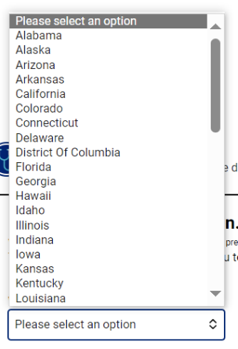 Please select an option
Alabama
Alaska
Arizona
Arkansas
California
Colorado
Connecticut
Delaware
District Of Columbia
Florida
Georgia
Hawaii
Idaho
Illinois
Indiana
Iowa
Kansas
Kentucky
Louisiana
Please select an option